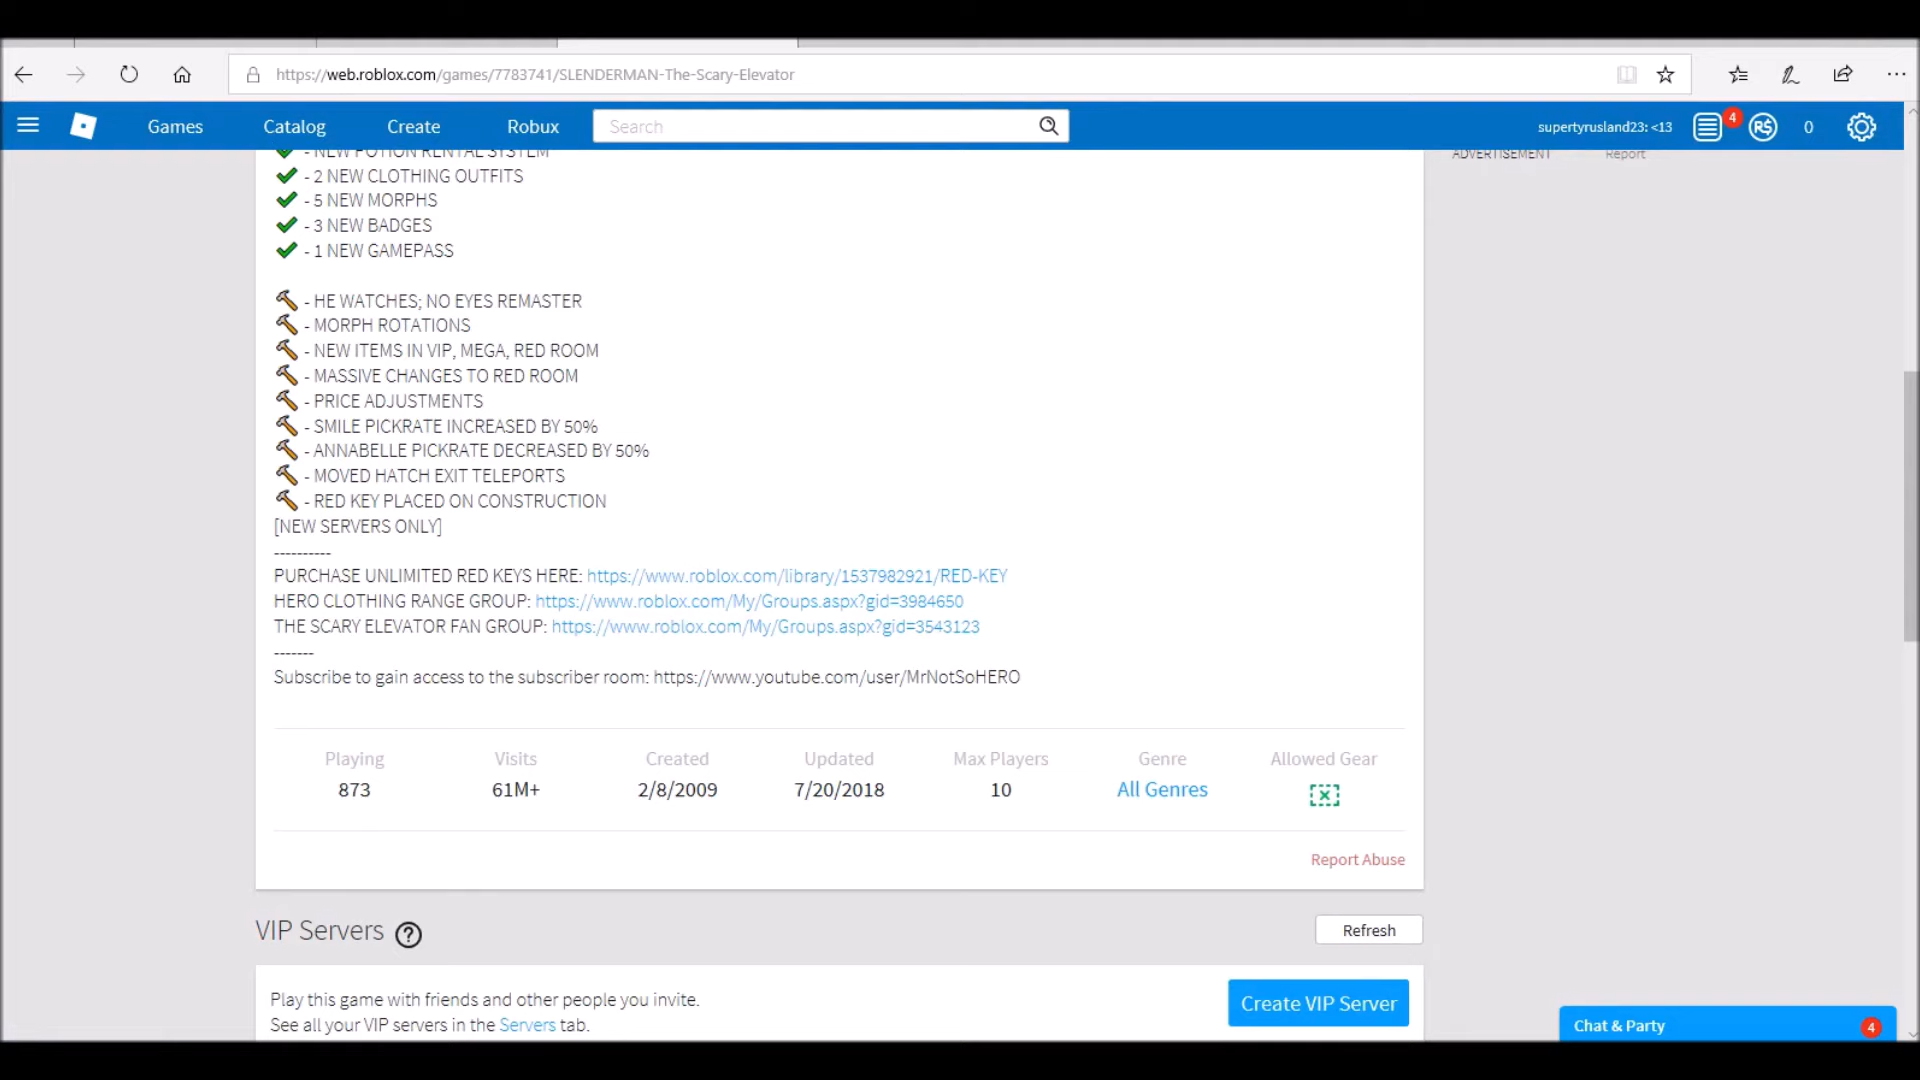 https://web.roblox.com/games/7783741/SLENDERMAN-The-Scary-Elevator
Games Catalog Create Robux Search supertyrusland23: <13 4 0
- NEW POTION RENTAL SYSTEM
ADVERTISEMENT Report
- 2 NEW CLOTHING OUTFITS
- 5 NEW MORPHS
- 3 NEW BADGES
- 1 NEW GAMEPASS
- HE WATCHES; NO EYES REMASTER
- MORPH ROTATIONS
- NEW ITEMS IN VIP, MEGA, RED ROOM
- MASSIVE CHANGES TO RED ROOM
- PRICE ADJUSTMENTS
- SMILE PICKRATE INCREASED BY 50%
- ANNABELLE PICKRATE DECREASED BY 50%
- MOVED HATCH EXIT TELEPORTS
- RED KEY PLACED ON CONSTRUCTION
[NEW SERVERS ONLY]
----------
PURCHASE UNLIMITED RED KEYS HERE: https://www.roblox.com/library/1537982921/RED-KEY
HERO CLOTHING RANGE GROUP: https://www.roblox.com/My/Groups.aspx?gid=3984650
THE SCARY ELEVATOR FAN GROUP: https://www.roblox.com/My/Groups.aspx?gid=3543123
-------
Subscribe to gain access to the subscriber room: https://www.youtube.com/user/MrNotSoHERO
Playing Visits Created Updated Max Players Genre Allowed Gear
873 61M+ 2/8/2009 7/20/2018 10 All Genres
Report Abuse
VIP Servers ?
Refresh
Play this game with friends and other people you invite.
See all your VIP servers in the Servers tab.
Create VIP Server
Chat & Party 4